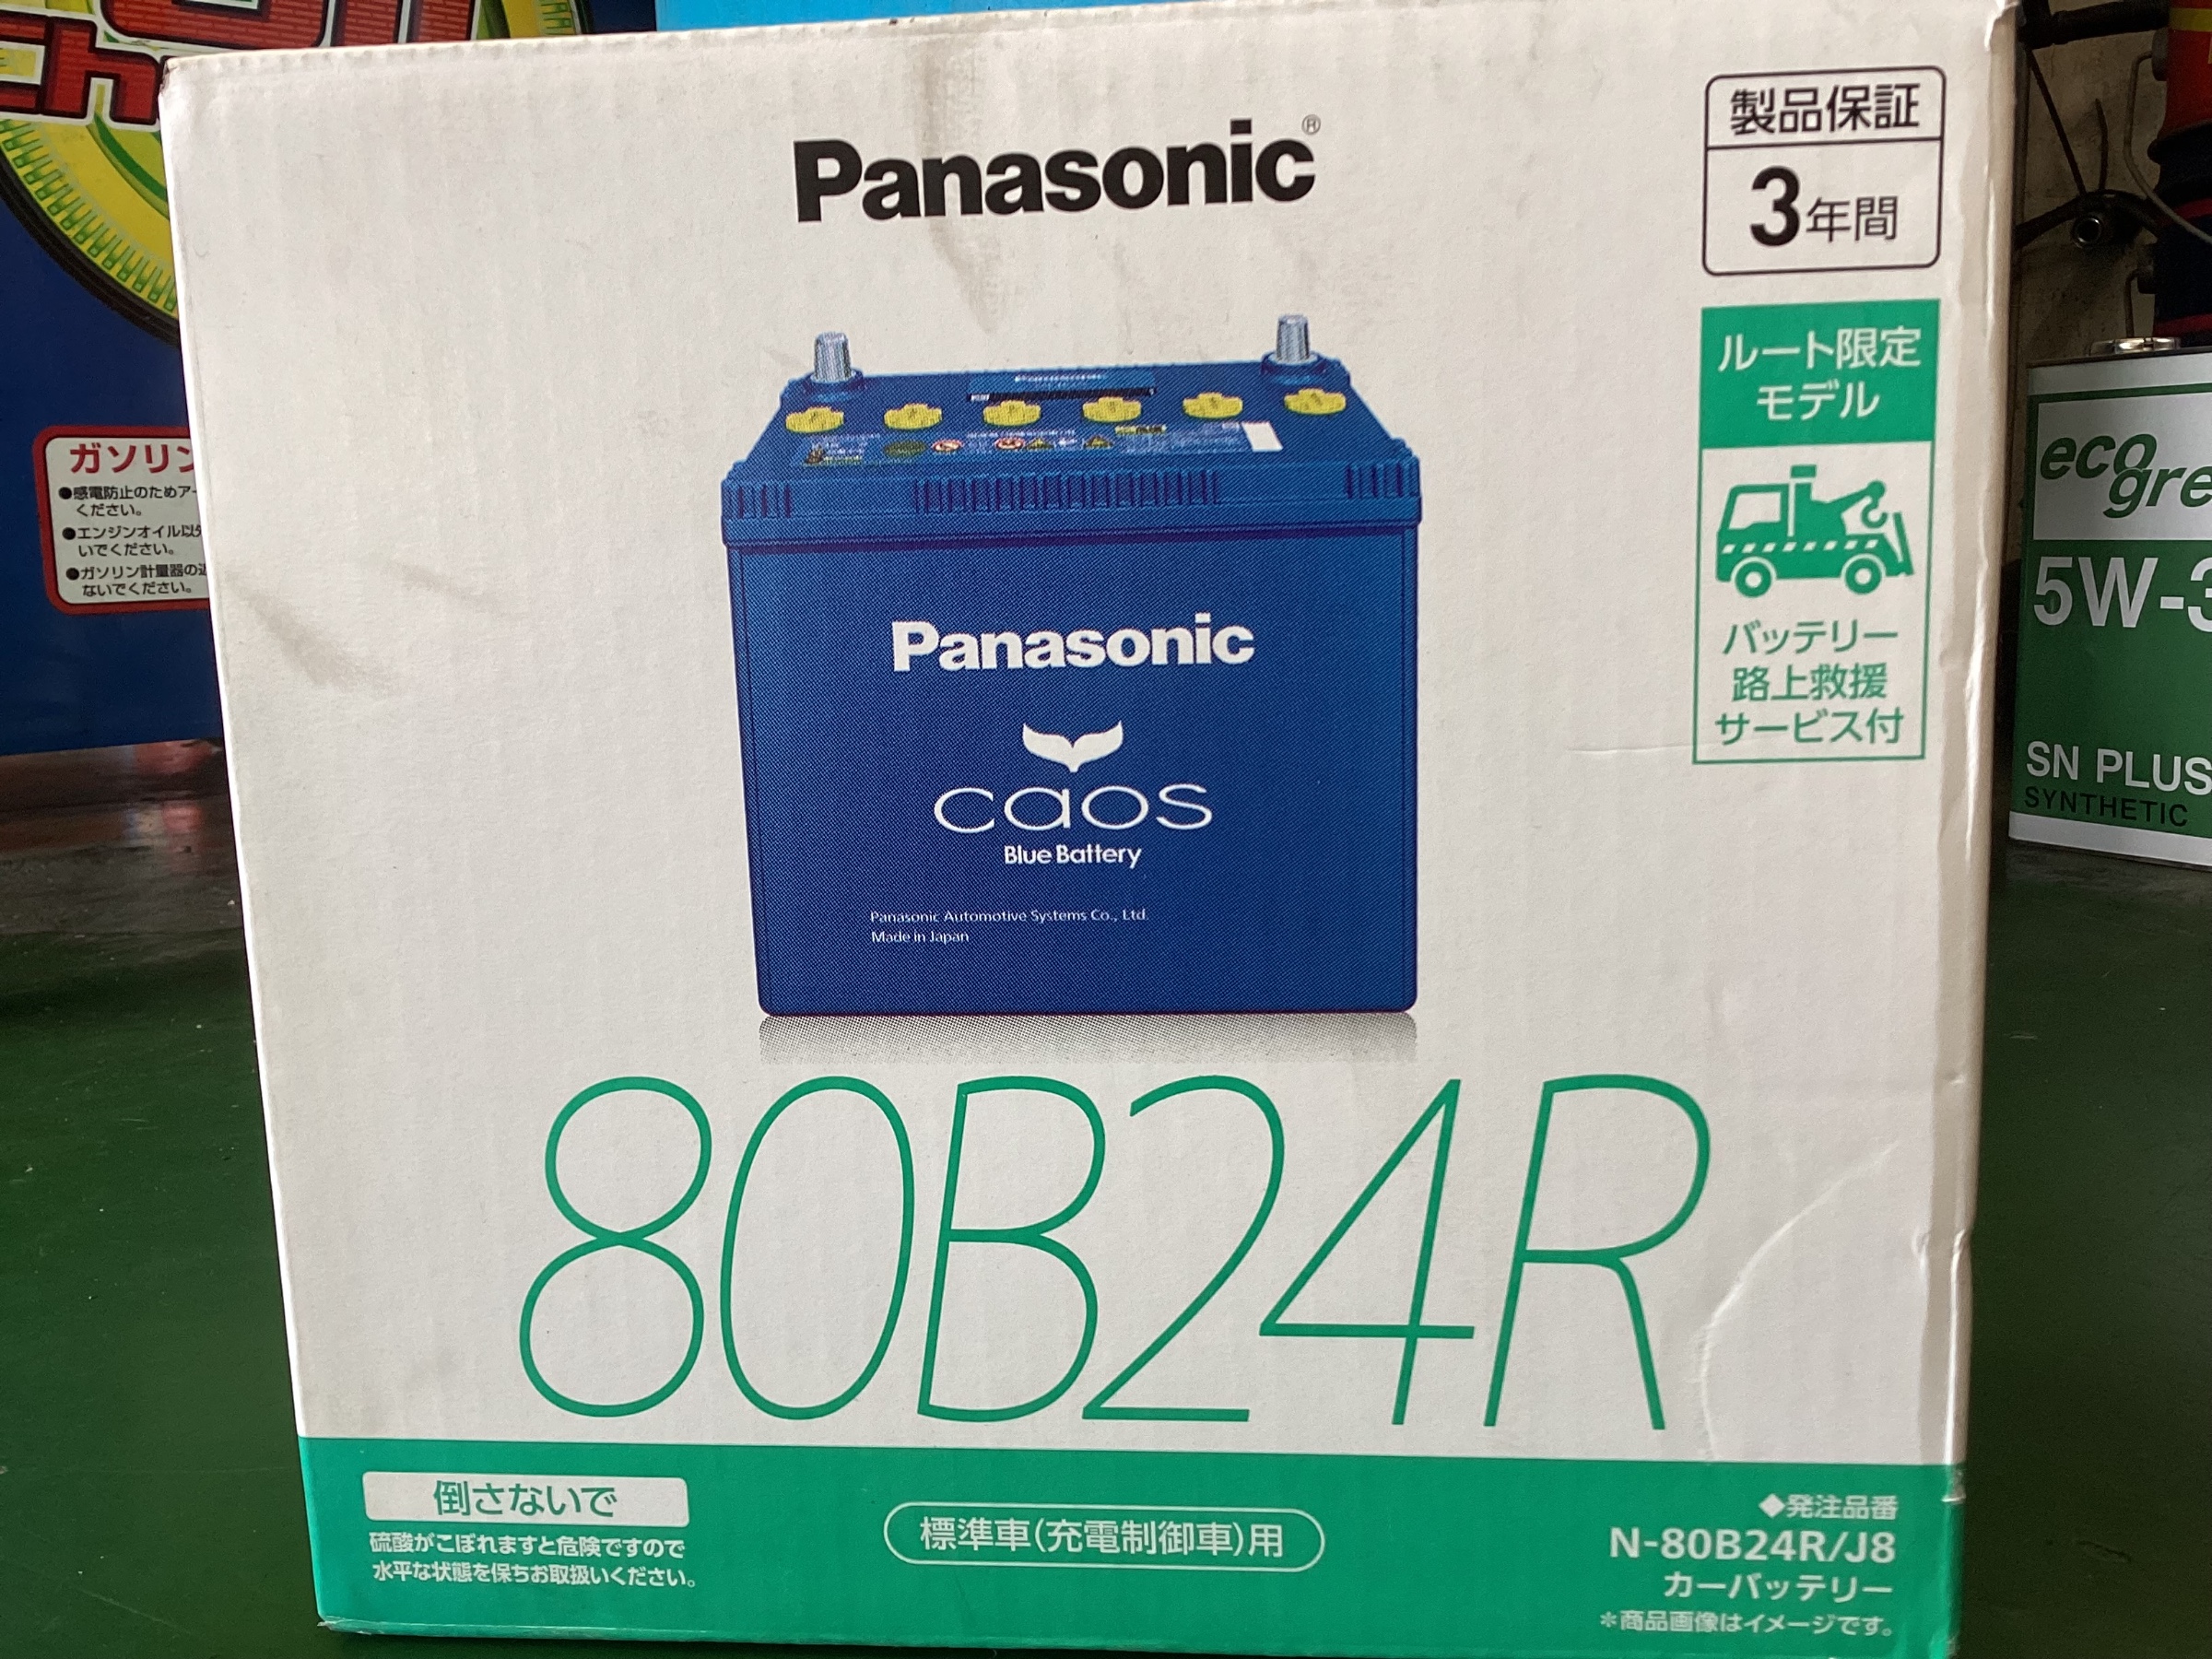 Panasonic®
製品保証
3年間
ルート限定
モデル
バッテリー
路上救援
サービス付
Panasonic
caos
Blue Battery
Panasonic Automotive Systems Co., Ltd.
Made in Japan
80B24R
倒さないで
硫酸がこぼれますと危険ですので
水平な状態を保ちお取扱いください。
標準車(充電制御車)用
◆発注品番
N-80B24R/J8
カーバッテリー
＊商品画像はイメージです。
ガソリン
●感電防止のためアー
ください。
●エンジンオイル以外
いでください。
●ガソリン計量器の近
ないでください。
eco
gre
5W-3
SN PLUS
SYNTHETIC